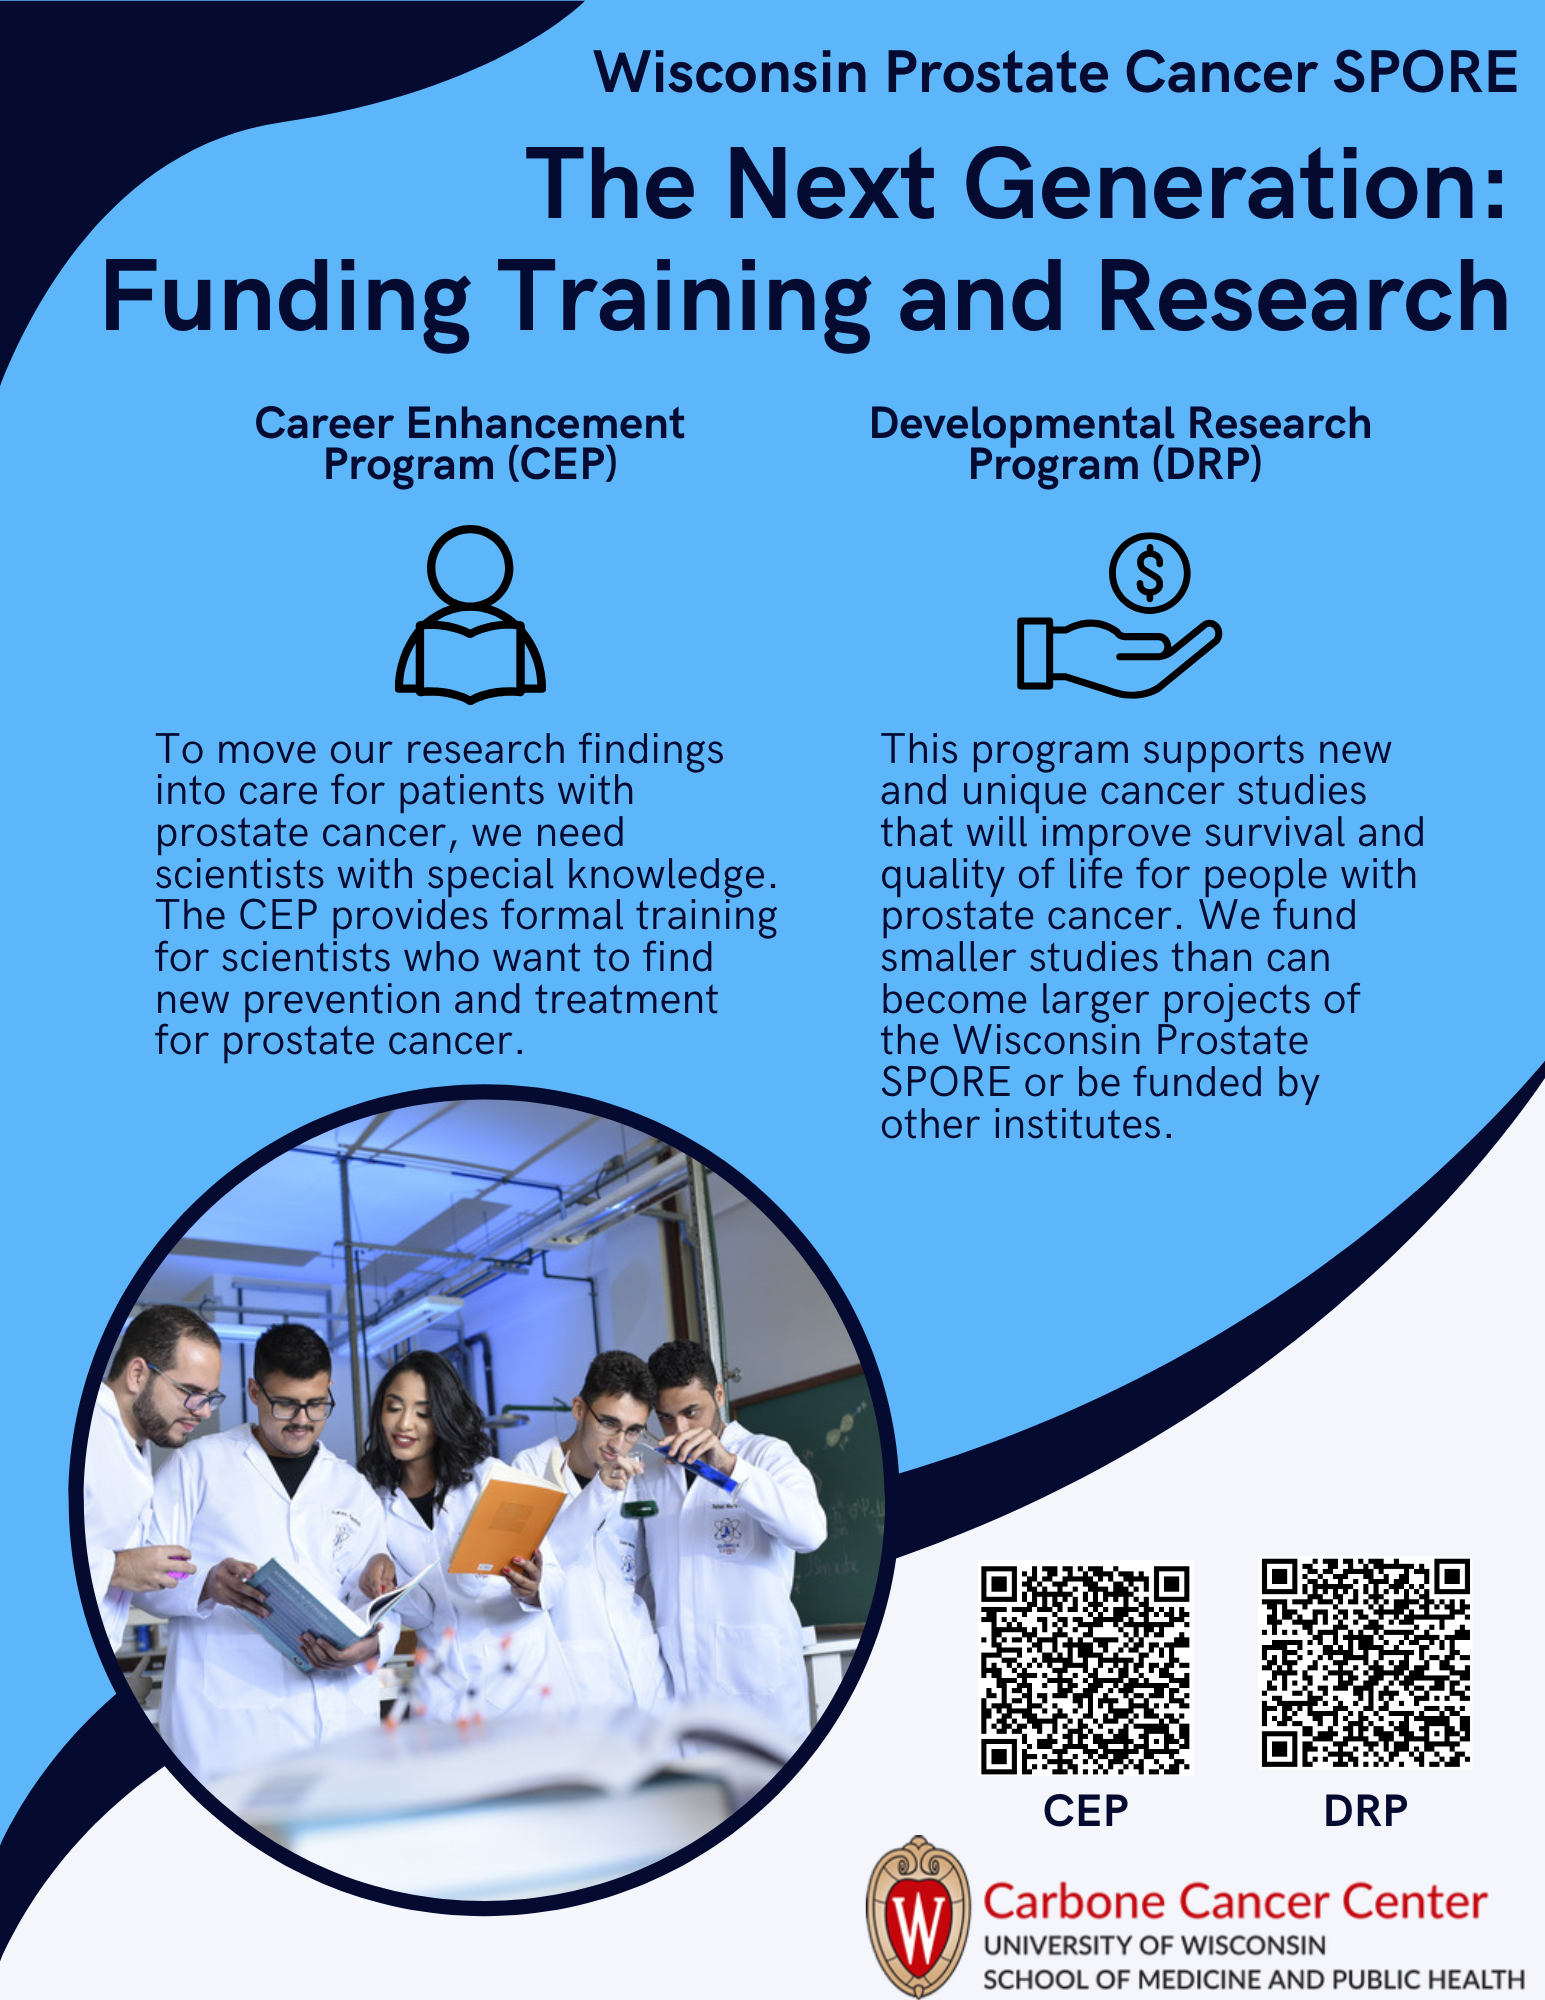 Wisconsin Prostate Cancer SPORE
The Next Generation:
Funding Training and Research
Career Enhancement
Program (CEP)
To move our research findings
into care for patients with
prostate cancer, we need
scientists with special knowledge.
The CEP provides formal training
for scientists who want to find
new prevention and treatment
for prostate cancer.
Developmental Research
Program (DRP)
$
This program supports new
and unique cancer studies
that will improve survival and
quality of life for people with
prostate cancer. We fund
smaller studies than can
become larger projects of
the Wisconsin Prostate
SPORE or be funded by
other institutes.
CEP
DRP
W
Carbone Cancer Center
UNIVERSITY OF WISCONSIN
SCHOOL OF MEDICINE AND PUBLIC HEALTH